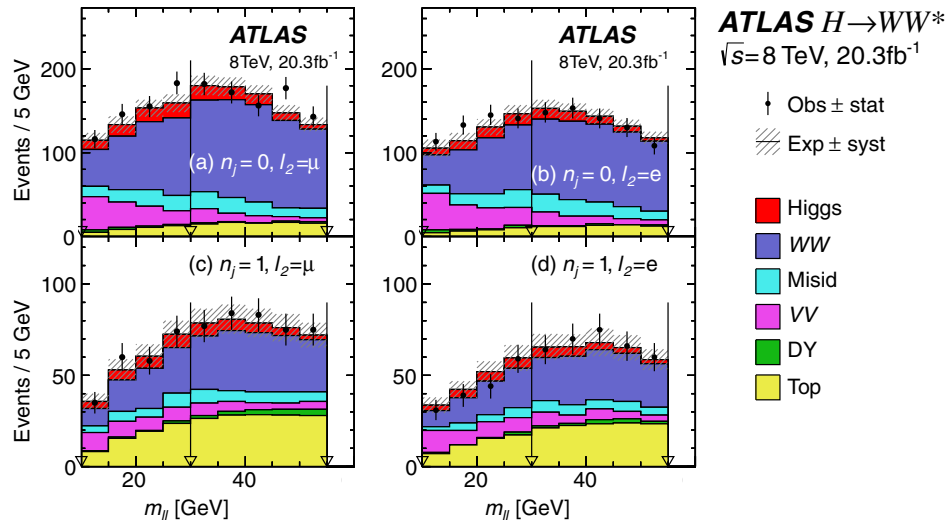 ATLAS
8TeV, 20.3fb⁻¹
Events / 5 GeV
200
100
0
(a) nⱼ = 0, l₂=μ
ATLAS
8TeV, 20.3fb⁻¹
200
100
0
(b) nⱼ = 0, l₂=e
Events / 5 GeV
100
50
0
(c) nⱼ = 1, l₂=μ
20 40
m_ll [GeV]
100
50
0
(d) nⱼ = 1, l₂=e
20 40
m_ll [GeV]
ATLAS H→WW*
√s=8 TeV, 20.3fb⁻¹
Obs ± stat
Exp ± syst
Higgs
WW
Misid
VV
DY
Top